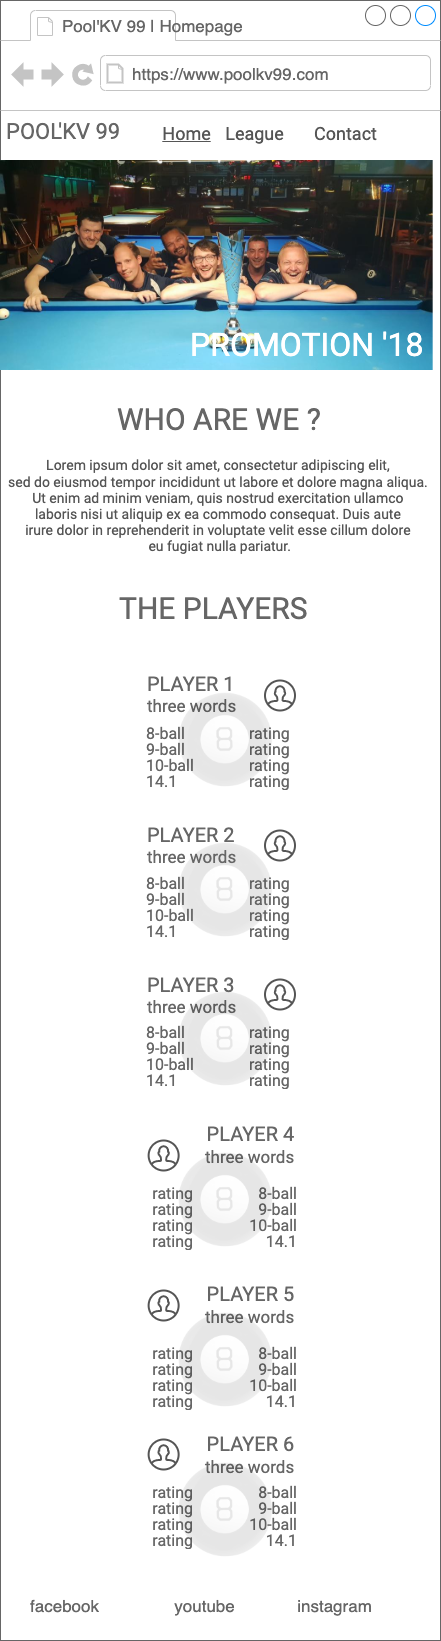 Pool'KV 99 I Homepage
https://www.poolkv99.com
POOL'KV 99
Home League Contact
PROMOTION '18
WHO ARE WE ?
Lorem ipsum dolor sit amet, consectetur adipiscing elit,
sed do eiusmod tempor incididunt ut labore et dolore magna aliqua.
Ut enim ad minim veniam, quis nostrud exercitation ullamco
laboris nisi ut aliquip ex ea commodo consequat. Duis aute
irure dolor in reprehenderit in voluptate velit esse cillum dolore
eu fugiat nulla pariatur.
THE PLAYERS
PLAYER 1
three words
8
8-ball rating
9-ball rating
10-ball rating
14.1 rating
PLAYER 2
three words
8
8-ball rating
9-ball rating
10-ball rating
14.1 rating
PLAYER 3
three words
8
8-ball rating
9-ball rating
10-ball rating
14.1 rating
PLAYER 4
three words
8
rating 8-ball
rating 9-ball
rating 10-ball
rating 14.1
PLAYER 5
three words
8
rating 8-ball
rating 9-ball
rating 10-ball
rating 14.1
PLAYER 6
three words
8
rating 8-ball
rating 9-ball
rating 10-ball
rating 14.1
facebook youtube instagram